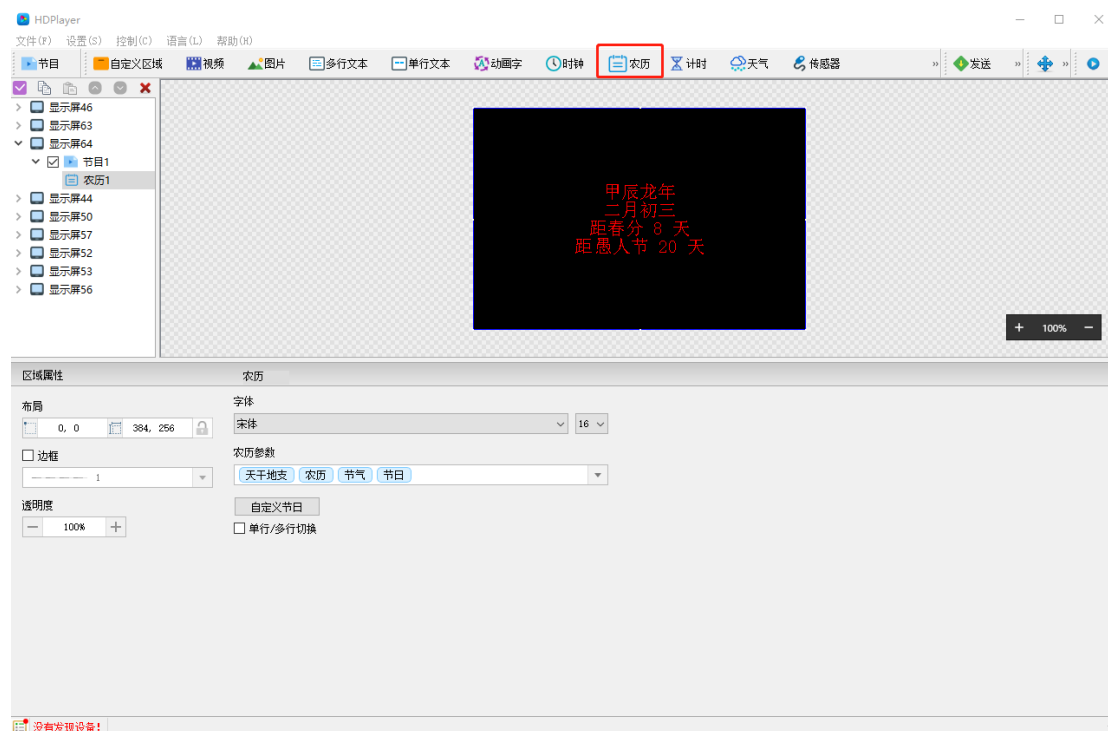 HDPlayer
文件(F) 设置(S) 控制(C) 语言(L) 帮助(H)
节目 自定义区域 视频 图片 多行文本 单行文本 动画字 时钟 农历 计时 天气 传感器 » 发送 » »
显示屏46
显示屏63
显示屏64
节目1
农历1
显示屏44
显示屏50
显示屏57
显示屏52
显示屏53
显示屏56
甲辰龙年
二月初三
距春分 8 天
距愚人节 20 天
+ 100% −
区域属性 农历
布局
0, 0 384, 256
边框
1
透明度
− 100% +
字体
宋体 16
农历参数
天干地支 农历 节气 节日
自定义节日
单行/多行切换
没有发现设备!